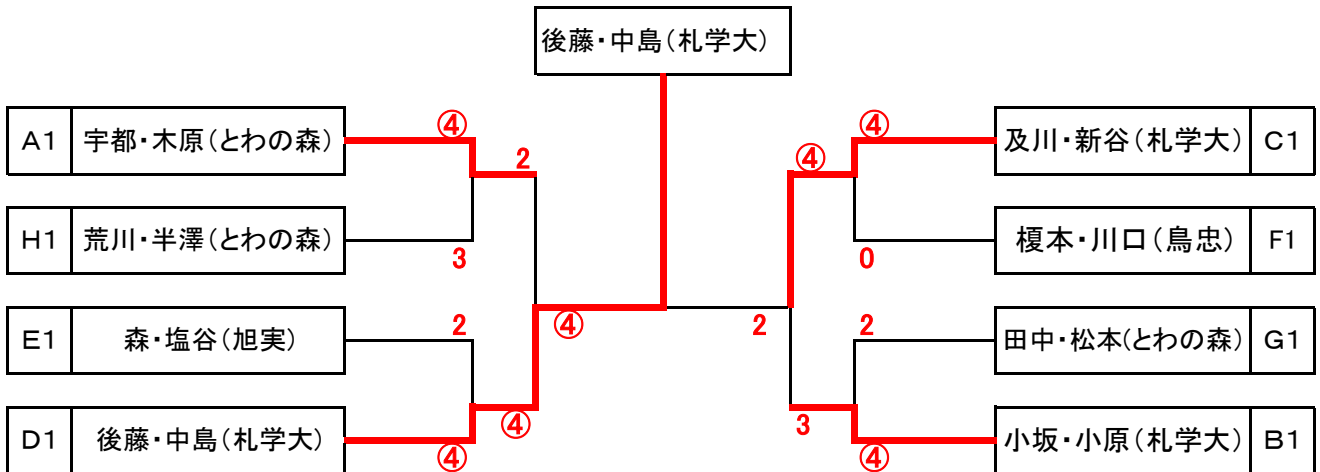 後藤・中島(札学大)
A1 宇都・木原(とわの森) ④ ④ 及川・新谷(札学大) C1
2 ④
H1 荒川・半澤(とわの森) 3 0 榎本・川口(鳥忠) F1
④ 2
E1 森・塩谷(旭実) 2 2 田中・松本(とわの森) G1
④ 3
D1 後藤・中島(札学大) ④ ④ 小坂・小原(札学大) B1